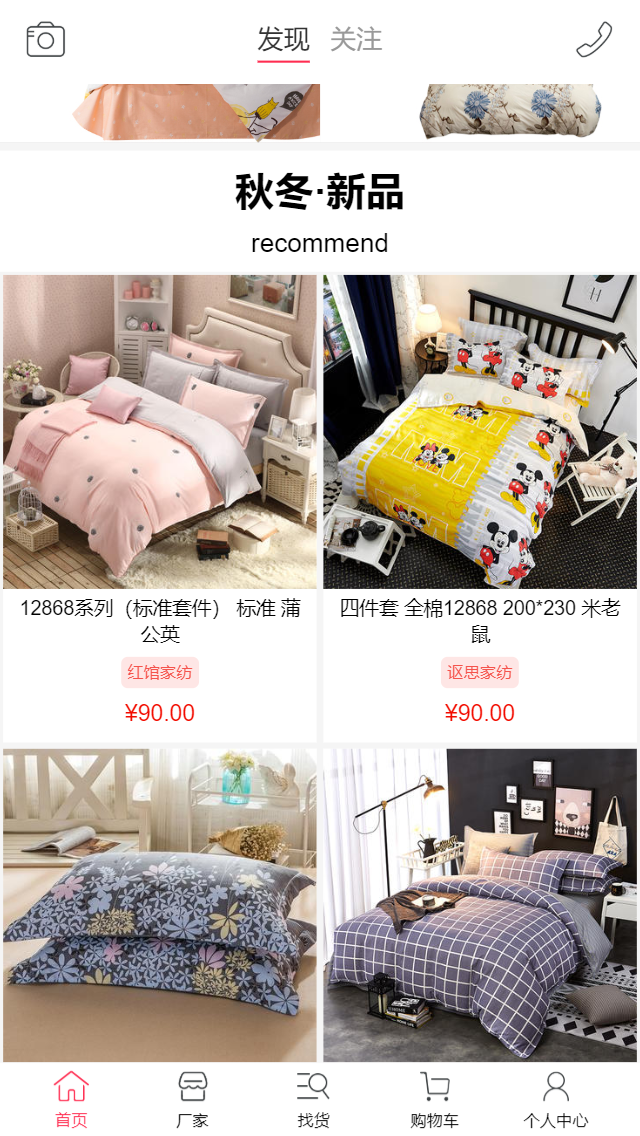 发现 关注
秋冬·新品
recommend
12868系列（标准套件） 标准 蒲
公英
红馆家纺
¥90.00
四件套 全棉12868 200*230 米老
鼠
讴思家纺
¥90.00
首页 厂家 找货 购物车 个人中心